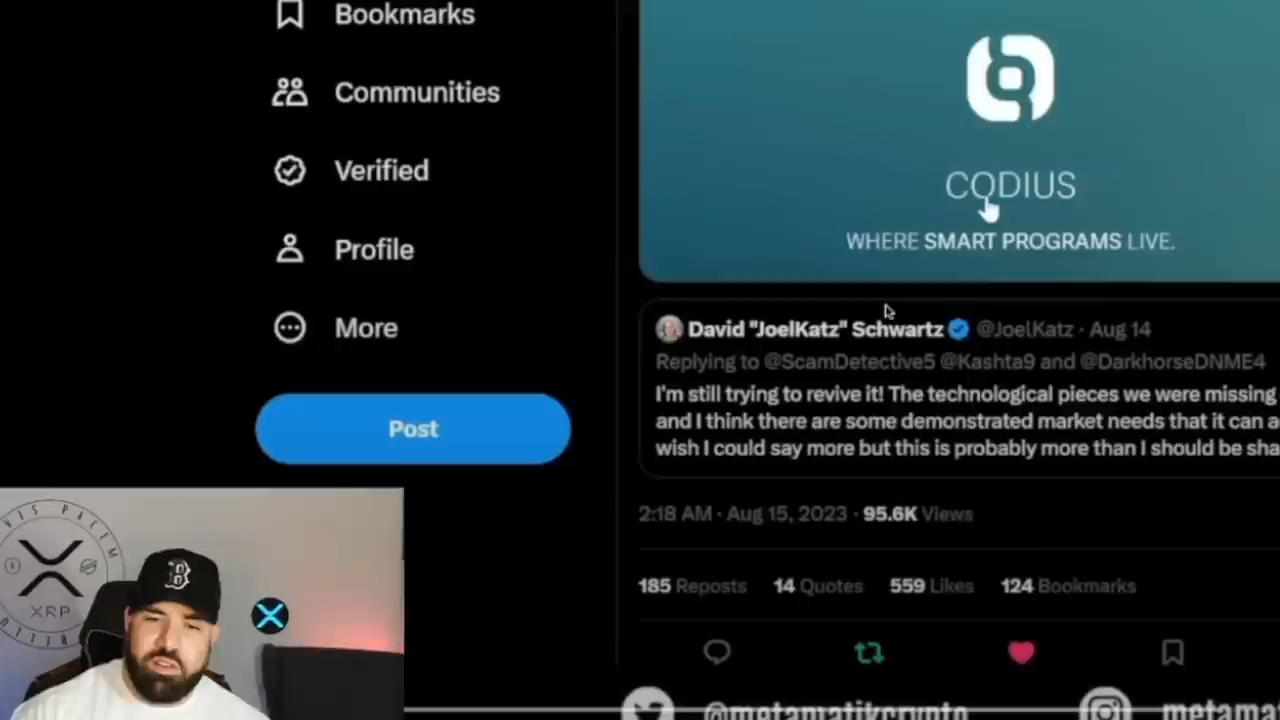 Bookmarks
Communities
Verified
Profile
More
Post
CODIUS
WHERE SMART PROGRAMS LIVE.
David "JoelKatz" Schwartz @JoelKatz · Aug 14
Replying to @ScamDetective5 @Kashta9 and @DarkhorseDNME4
I'm still trying to revive it! The technological pieces we were missing
and I think there are some demonstrated market needs that it can
wish I could say more but this is probably more than I should be
2:18 AM · Aug 15, 2023 · 95.6K Views
185 Reposts 14 Quotes 559 Likes 124 Bookmarks
VIS PACEM
XRP
B
@metamatikcrypto